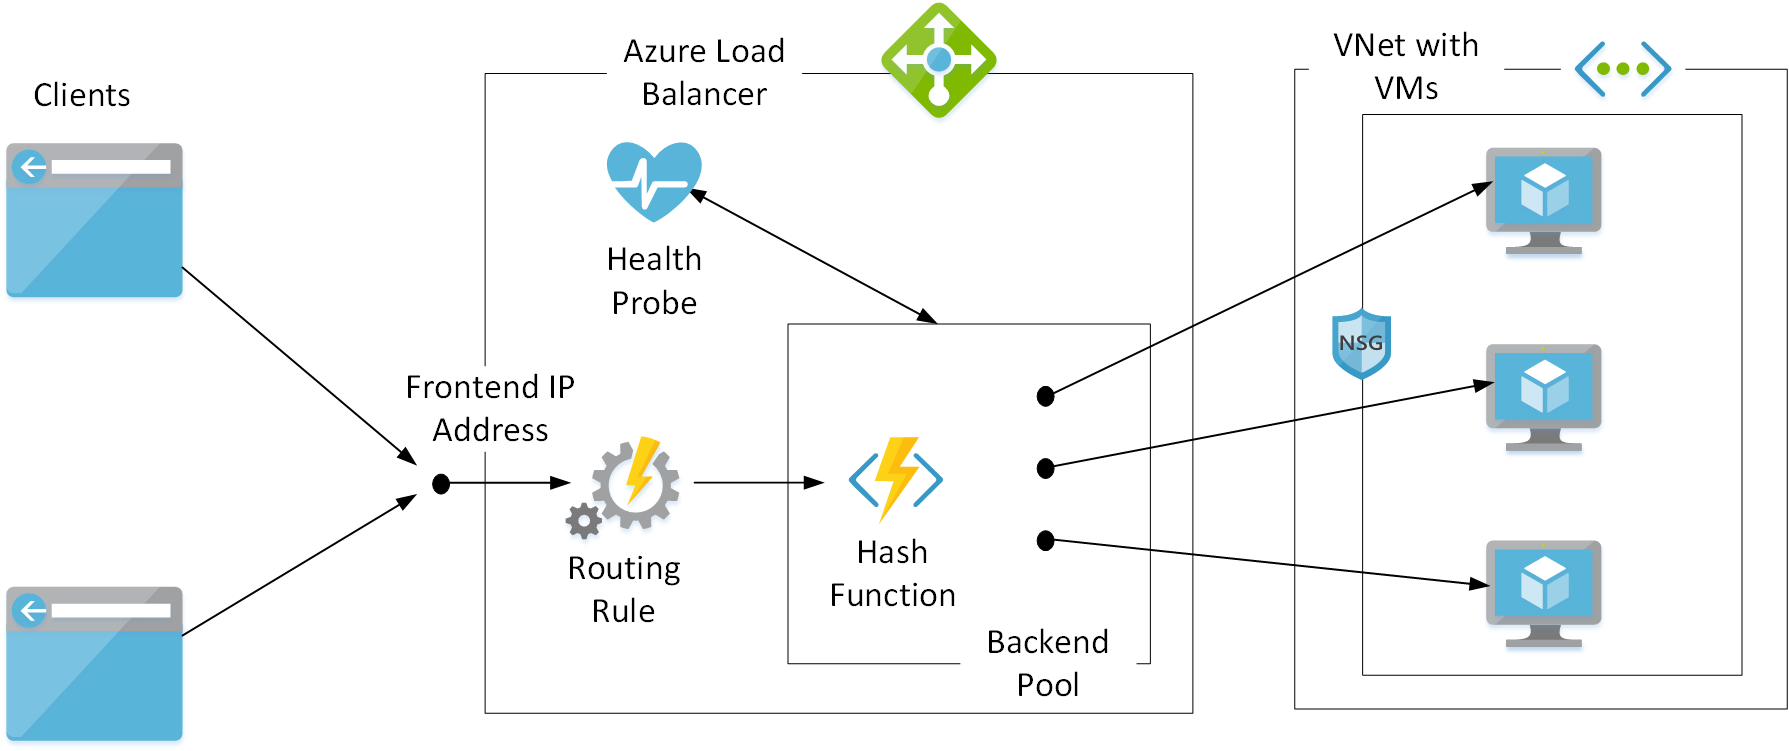 Clients
Azure Load
Balancer
VNet with
VMs
Health
Probe
NSG
Frontend IP
Address
Routing
Rule
Hash
Function
Backend
Pool